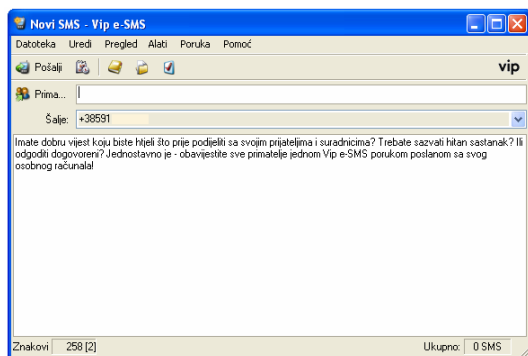 Novi SMS - Vip e-SMS
Datoteka Uredi Pregled Alati Poruka Pomoć
Pošalji vip
Prima...
Šalje: +38591
Imate dobru vijest koju biste htjeli što prije podijeliti sa svojim prijateljima i suradnicima? Trebate sazvati hitan sastanak? Ili
odgoditi dogovoreni? Jednostavno je - obavijestite sve primatelje jednom Vip e-SMS porukom poslanom sa svog
osobnog računala!
Znakovi 258 [2] Ukupno: 0 SMS